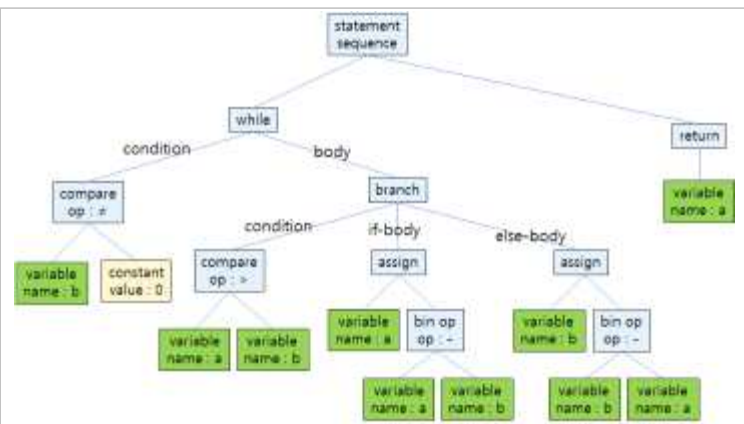 statement
sequence
while
return
condition
body
compare
op : ≠
branch
variable
name : a
condition
if-body
else-body
variable
name : b
constant
value : 0
compare
op : >
assign
assign
variable
name : a
variable
name : b
variable
name : a
bin op
op : -
variable
name : b
bin op
op : -
variable
name : a
variable
name : b
variable
name : b
variable
name : a